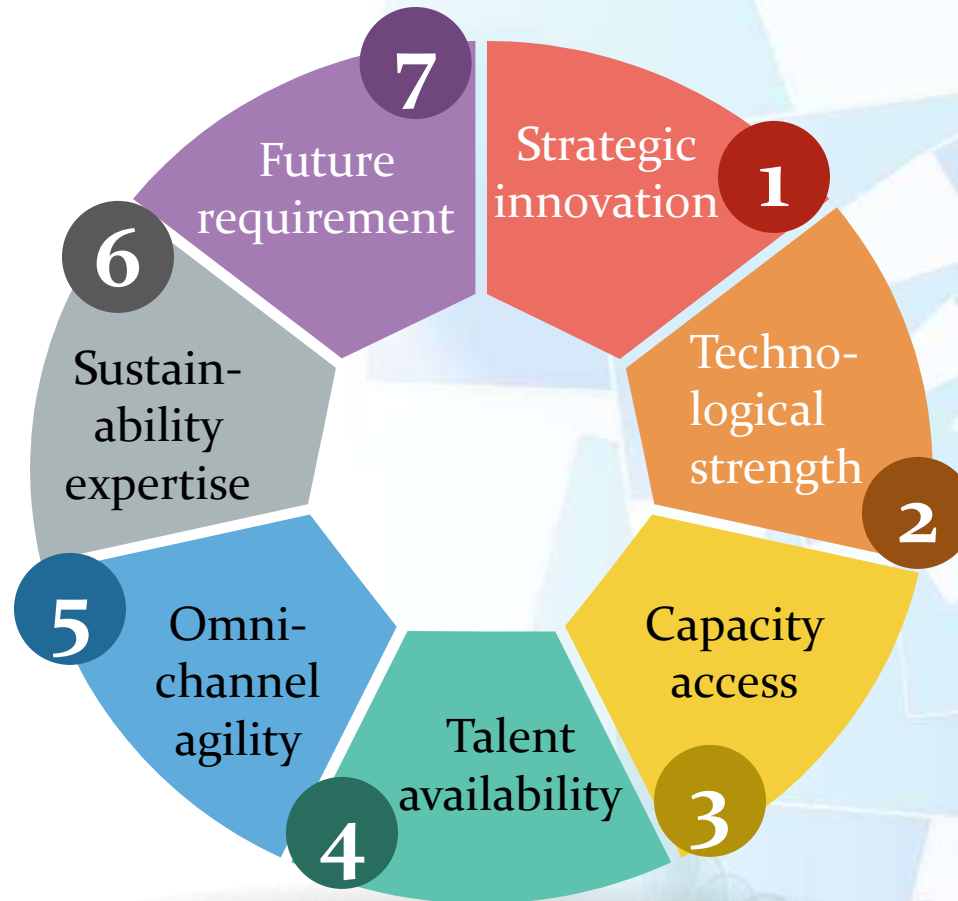 1
Strategic
innovation
2
Techno-
logical
strength
3
Capacity
access
4
Talent
availability
5
Omni-
channel
agility
6
Sustain-
ability
expertise
7
Future
requirement